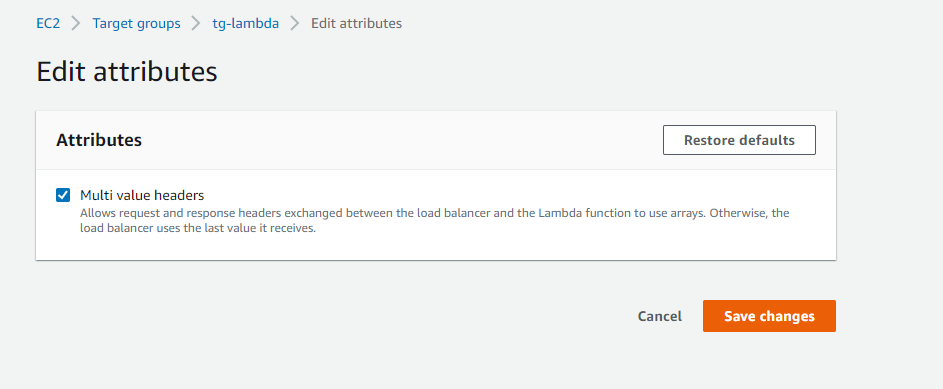 EC2 > Target groups > tg-lambda > Edit attributes
Edit attributes
Attributes
Restore defaults
Multi value headers
Allows request and response headers exchanged between the load balancer and the Lambda function to use arrays. Otherwise, the
load balancer uses the last value it receives.
Cancel
Save changes